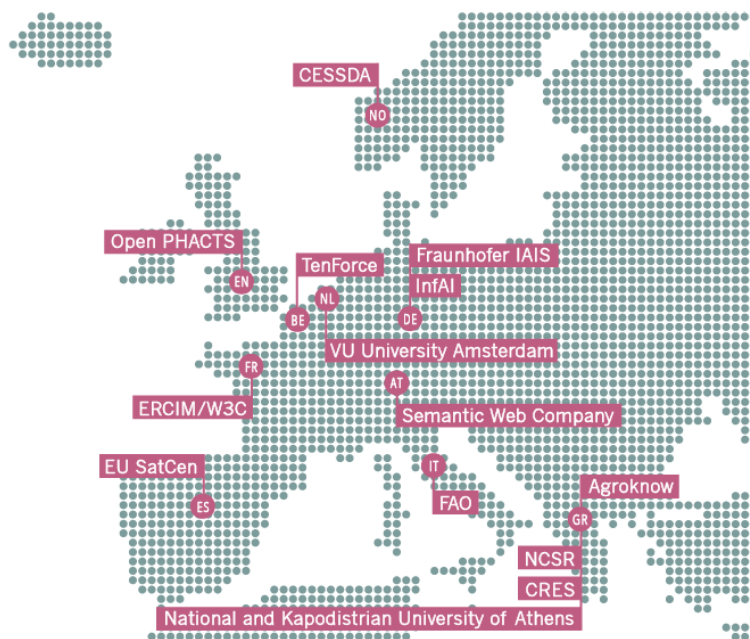 CESSDA
NO
Open PHACTS
EN
TenForce
BE
NL
VU University Amsterdam
Fraunhofer IAIS
InfAI
DE
FR
ERCIM/W3C
AT
Semantic Web Company
EU SatCen
ES
IT
FAO
Agroknow
GR
NCSR
CRES
National and Kapodistrian University of Athens